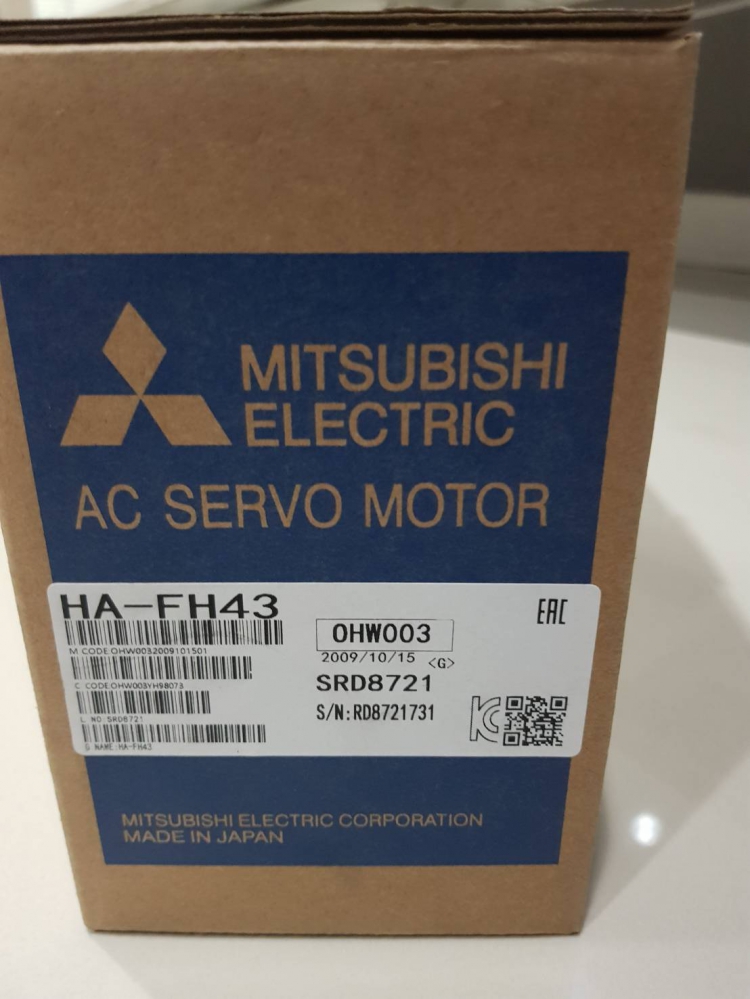 MITSUBISHI
ELECTRIC
AC SERVO MOTOR
HA-FH43
EAC
M CODE OHW0032009101501
C CODE OHW003YH98073
L NO SRD8721
G NAME:HA-FH43
OHW003
2009/10/15 <G>
SRD8721
S/N:RD8721731
MITSUBISHI ELECTRIC CORPORATION
MADE IN JAPAN